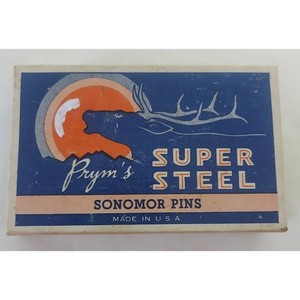 Prym's
SUPER
STEEL
SONOMOR PINS
MADE IN U.S.A.